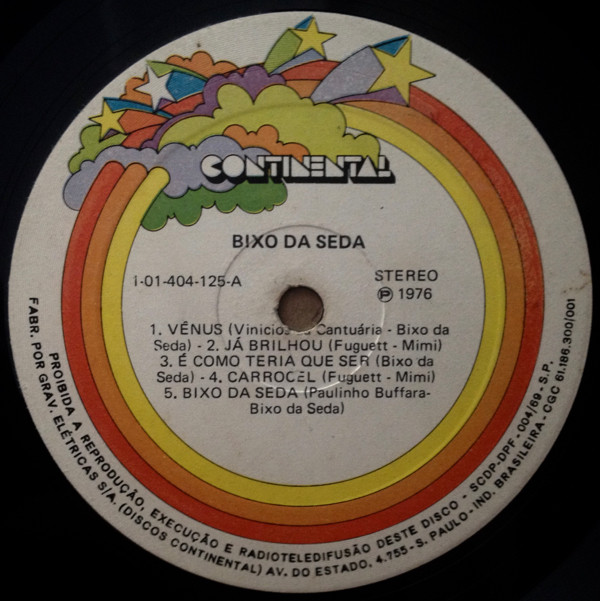 CONTINENTAL
BIXO DA SEDA
1-01-404-125-A
STEREO
Ⓟ 1976
1. VÊNUS (Vinicios Cantuária - Bixo da
Seda) - 2. JÁ BRILHOU (Fuguett - Mimi)
3. É COMO TERIA QUE SER (Bixo da
Seda) - 4. CARROCEL (Fuguett - Mimi)
5. BIXO DA SEDA (Paulinho Buffara-
Bixo da Seda)
PROIBIDA A REPRODUÇÃO, EXECUÇÃO E RADIOTELEDIFUSÃO DESTE DISCO - SCDP-DPF - 004/69 - S.P.
FABR. POR GRAV. ELÉTRICAS S/A. (DISCOS CONTINENTAL) AV. DO ESTADO, 4.755 - S. PAULO - IND. BRASILEIRA - CGC 61.186.300/001